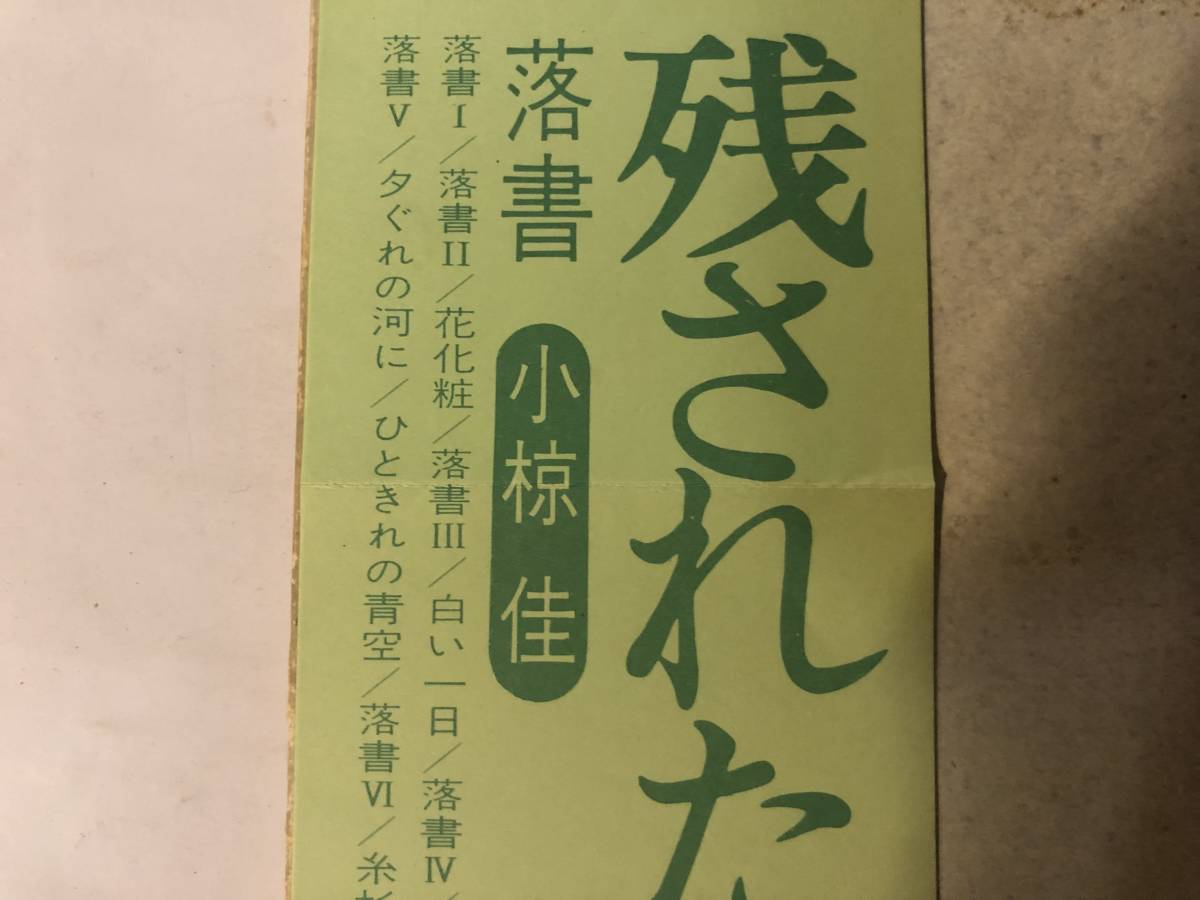 残された
落書
小椋佳
落書I/落書II/花化粧/落書III/白い一日/落書IV/
落書V/夕ぐれの河に/ひときれの青空/落書VI/糸